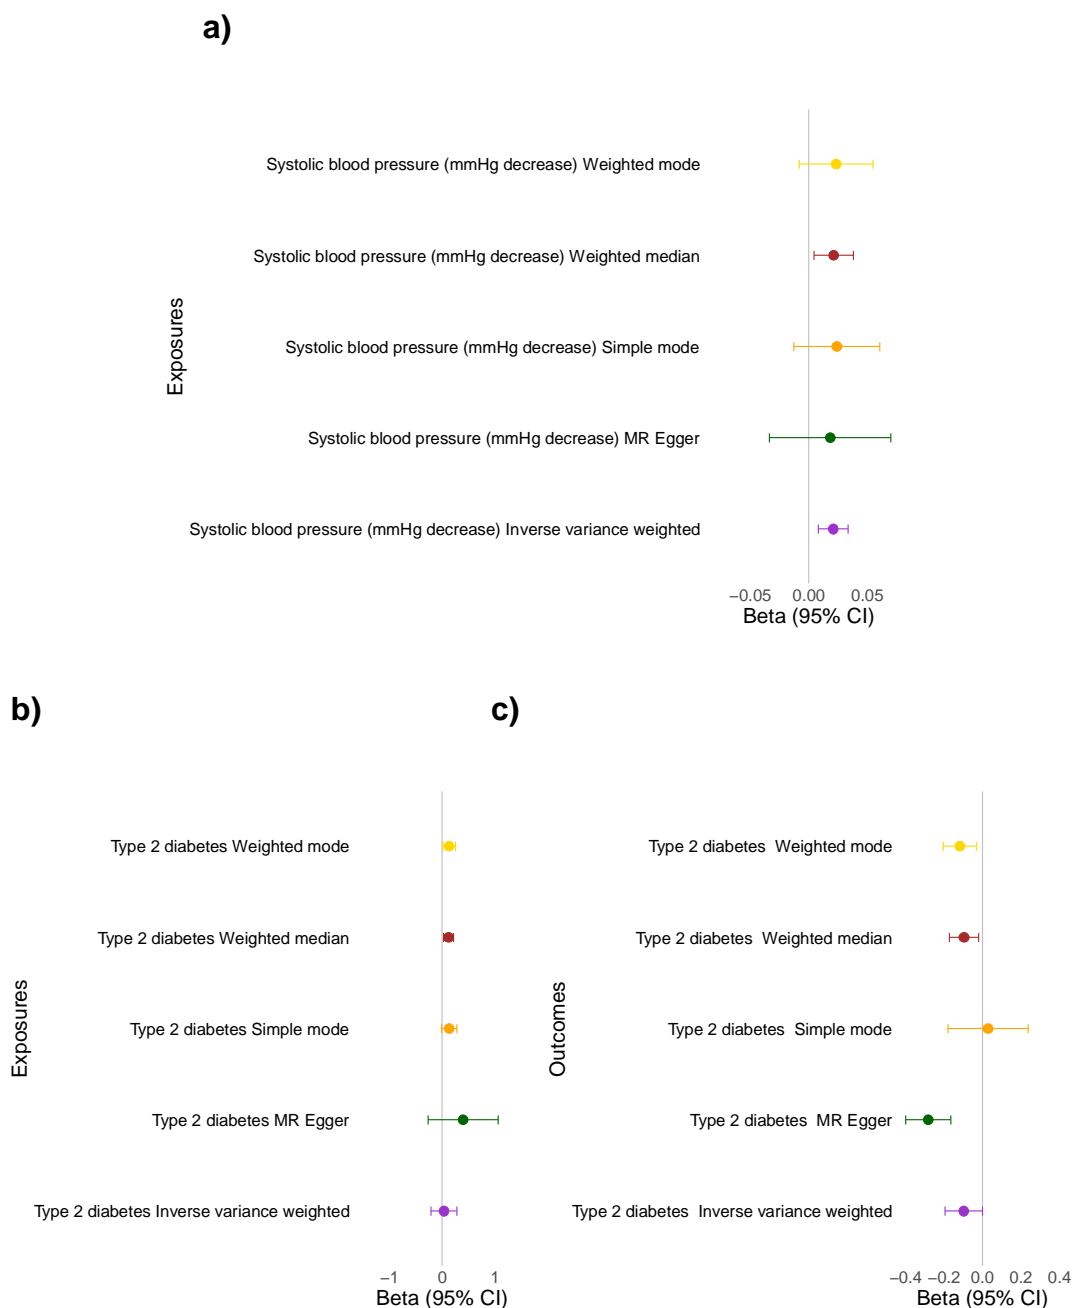 a)
Exposures
Systolic blood pressure (mmHg decrease) Weighted mode
Systolic blood pressure (mmHg decrease) Weighted median
Systolic blood pressure (mmHg decrease) Simple mode
Systolic blood pressure (mmHg decrease) MR Egger
Systolic blood pressure (mmHg decrease) Inverse variance weighted
−0.05 0.00 0.05
Beta (95% CI)
b)
Exposures
Type 2 diabetes Weighted mode
Type 2 diabetes Weighted median
Type 2 diabetes Simple mode
Type 2 diabetes MR Egger
Type 2 diabetes Inverse variance weighted
−1 0 1
Beta (95% CI)
c)
Outcomes
Type 2 diabetes  Weighted mode
Type 2 diabetes  Weighted median
Type 2 diabetes  Simple mode
Type 2 diabetes  MR Egger
Type 2 diabetes  Inverse variance weighted
−0.4 −0.2 0.0 0.2 0.4
Beta (95% CI)